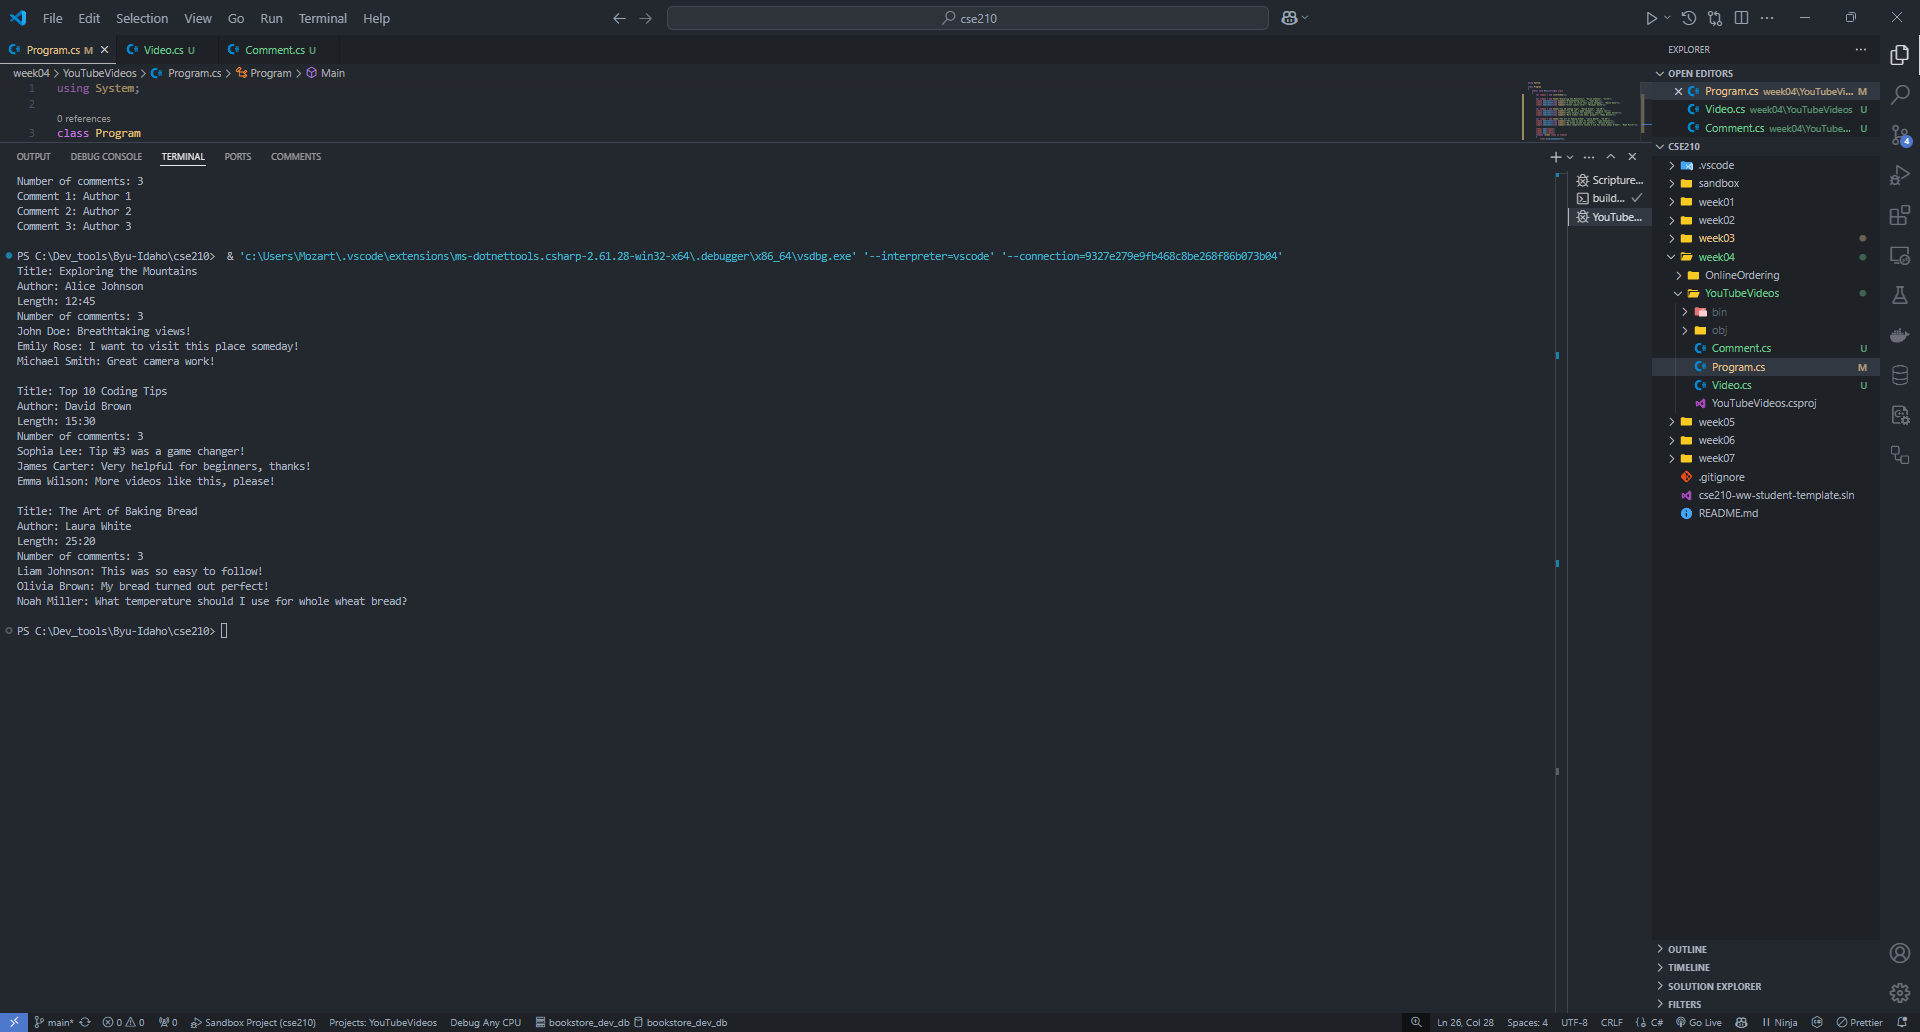 File Edit Selection View Go Run Terminal Help
cse210
Program.cs M
Video.cs U
Comment.cs U
week04 > YouTubeVideos > Program.cs > Program > Main
1 using System;
2
0 references
3 class Program
OUTPUT DEBUG CONSOLE TERMINAL PORTS COMMENTS
Number of comments: 3
Comment 1: Author 1
Comment 2: Author 2
Comment 3: Author 3
PS C:\Dev_tools\Byu-Idaho\cse210>  & 'c:\Users\Mozart\.vscode\extensions\ms-dotnettools.csharp-2.61.28-win32-x64\.debugger\x86_64\vsdbg.exe' '--interpreter=vscode' '--connection=9327e279e9fb468c8be268f86b073b04'
Title: Exploring the Mountains
Author: Alice Johnson
Length: 12:45
Number of comments: 3
John Doe: Breathtaking views!
Emily Rose: I want to visit this place someday!
Michael Smith: Great camera work!
Title: Top 10 Coding Tips
Author: David Brown
Length: 15:30
Number of comments: 3
Sophia Lee: Tip #3 was a game changer!
James Carter: Very helpful for beginners, thanks!
Emma Wilson: More videos like this, please!
Title: The Art of Baking Bread
Author: Laura White
Length: 25:20
Number of comments: 3
Liam Johnson: This was so easy to follow!
Olivia Brown: My bread turned out perfect!
Noah Miller: What temperature should I use for whole wheat bread?
PS C:\Dev_tools\Byu-Idaho\cse210>
Scripture...
build...
YouTube...
EXPLORER
OPEN EDITORS
Program.cs week04\YouTubeVi... M
Video.cs week04\YouTubeVideos U
Comment.cs week04\YouTube... U
CSE210
.vscode
sandbox
week01
week02
week03
week04
OnlineOrdering
YouTubeVideos
bin
obj
Comment.cs U
Program.cs M
Video.cs U
YouTubeVideos.csproj
week05
week06
week07
.gitignore
cse210-ww-student-template.sln
README.md
4
OUTLINE
TIMELINE
SOLUTION EXPLORER
FILTERS
main* 0 0 0 Sandbox Project (cse210) Projects: YouTubeVideos Debug Any CPU bookstore_dev_db bookstore_dev_db Ln 26, Col 28 Spaces: 4 UTF-8 CRLF {} C# Go Live Ninja Prettier